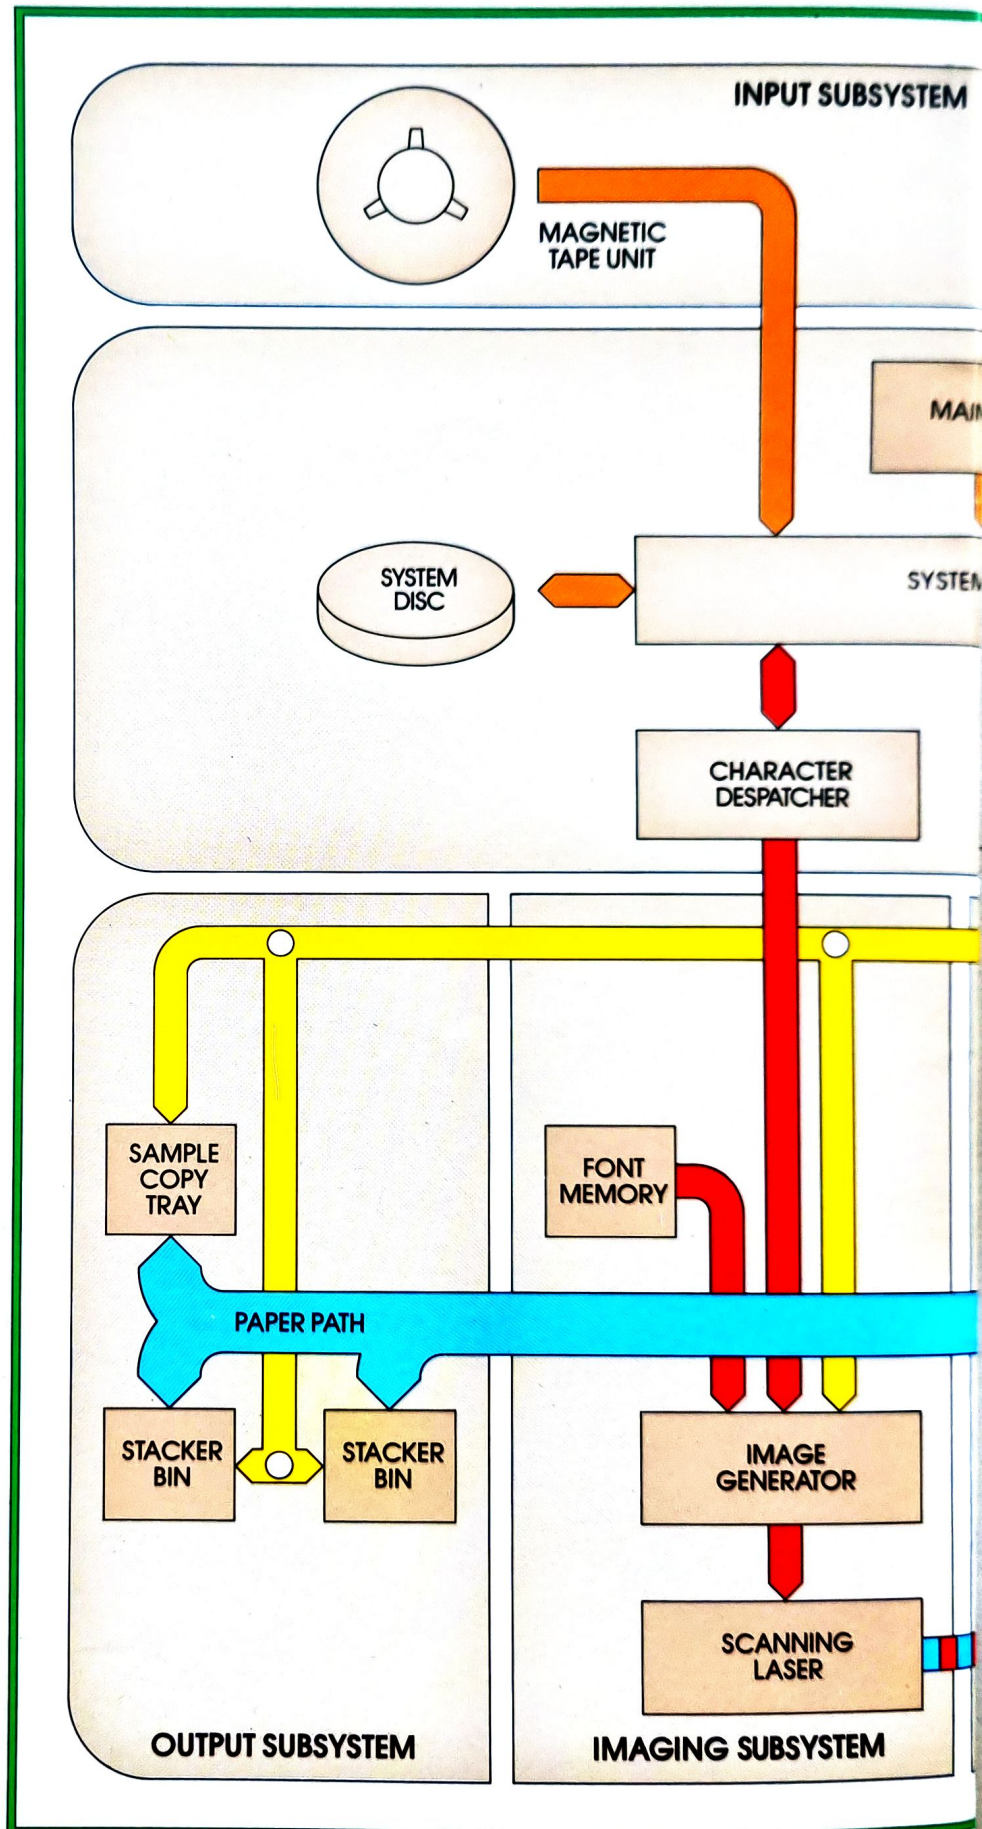 INPUT SUBSYSTEM
MAGNETIC
TAPE UNIT
SYSTEM
DISC
SYSTEM
CHARACTER
DESPATCHER
SAMPLE
COPY
TRAY
FONT
MEMORY
PAPER PATH
STACKER
BIN
STACKER
BIN
IMAGE
GENERATOR
SCANNING
LASER
OUTPUT SUBSYSTEM
IMAGING SUBSYSTEM